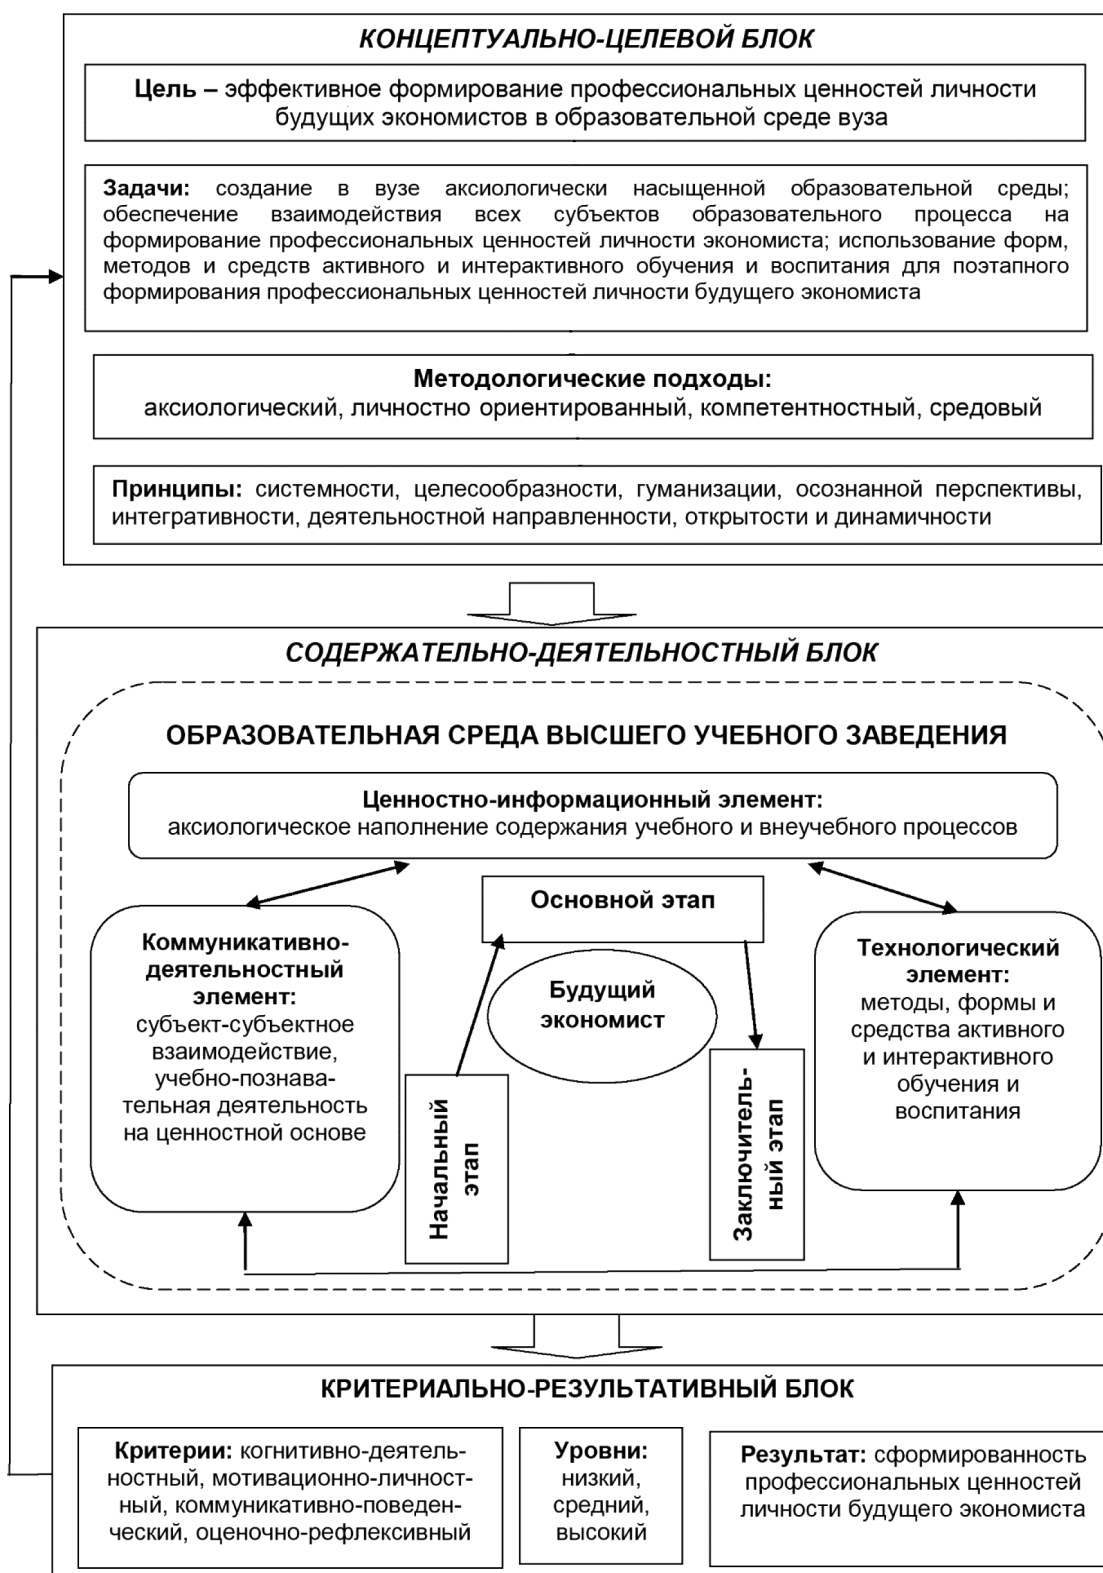 КОНЦЕПТУАЛЬНО-ЦЕЛЕВОЙ БЛОК
Цель – эффективное формирование профессиональных ценностей личности
будущих экономистов в образовательной среде вуза
Задачи: создание в вузе аксиологически насыщенной образовательной среды;
обеспечение взаимодействия всех субъектов образовательного процесса на
формирование профессиональных ценностей личности экономиста; использование форм,
методов и средств активного и интерактивного обучения и воспитания для поэтапного
формирования профессиональных ценностей личности будущего экономиста
Методологические подходы:
аксиологический, личностно ориентированный, компетентностный, средовый
Принципы: системности, целесообразности, гуманизации, осознанной перспективы,
интегративности, деятельностной направленности, открытости и динамичности
СОДЕРЖАТЕЛЬНО-ДЕЯТЕЛЬНОСТНЫЙ БЛОК
ОБРАЗОВАТЕЛЬНАЯ СРЕДА ВЫСШЕГО УЧЕБНОГО ЗАВЕДЕНИЯ
Ценностно-информационный элемент:
аксиологическое наполнение содержания учебного и внеучебного процессов
Коммуникативно-
деятельностный
элемент:
субъект-субъектное
взаимодействие,
учебно-познава-
тельная деятельность
на ценностной основе
Начальный
этап
Основной этап
Будущий
экономист
Заключитель-
ный этап
Технологический
элемент:
методы, формы и
средства активного
и интерактивного
обучения и
воспитания
КРИТЕРИАЛЬНО-РЕЗУЛЬТАТИВНЫЙ БЛОК
Критерии: когнитивно-деятель-
ностный, мотивационно-личност-
ный, коммуникативно-поведен-
ческий, оценочно-рефлексивный
Уровни:
низкий,
средний,
высокий
Результат: сформированность
профессиональных ценностей
личности будущего экономиста